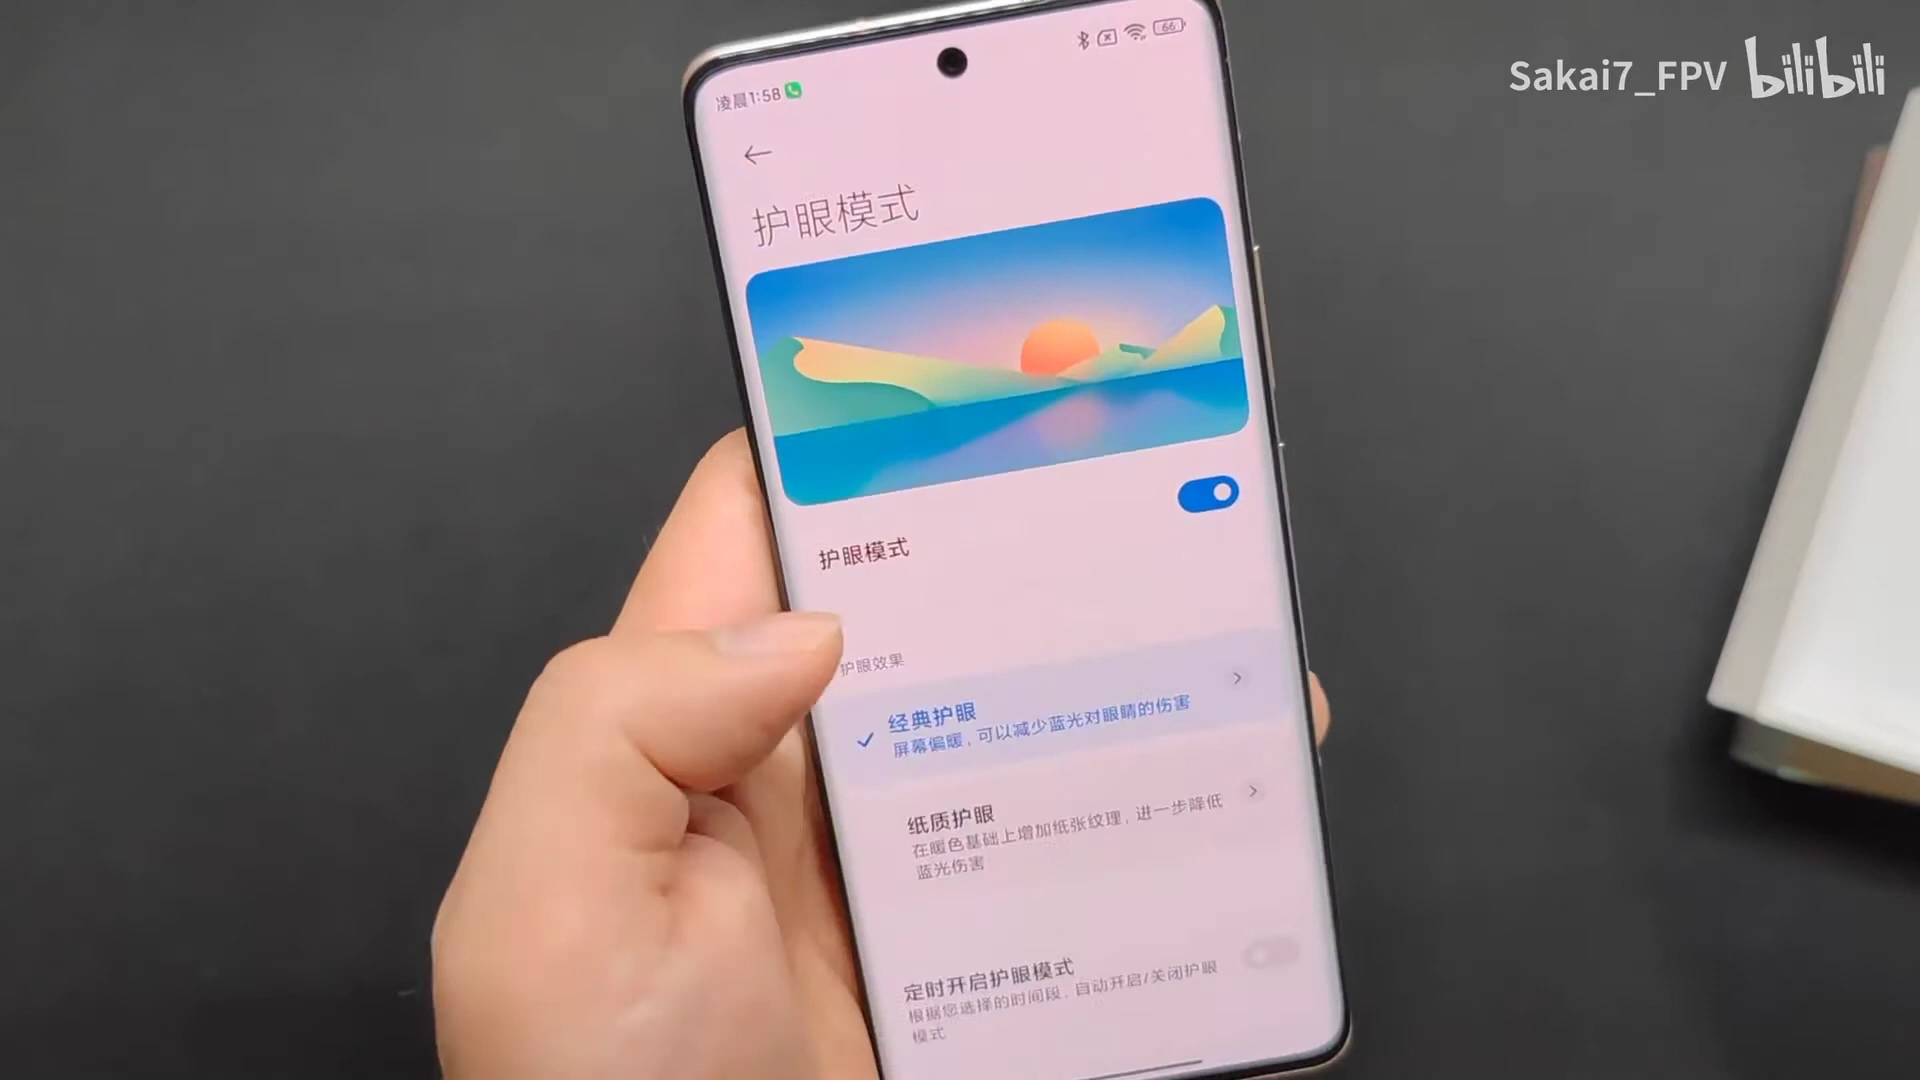 Sakai7_FPV bilibili
凌晨1:58
66
护眼模式
护眼模式
护眼效果
经典护眼
屏幕偏暖，可以减少蓝光对眼睛的伤害
纸质护眼
在暖色基础上增加纸张纹理，进一步降低
蓝光伤害
定时开启护眼模式
根据您选择的时间段，自动开启/关闭护眼
模式